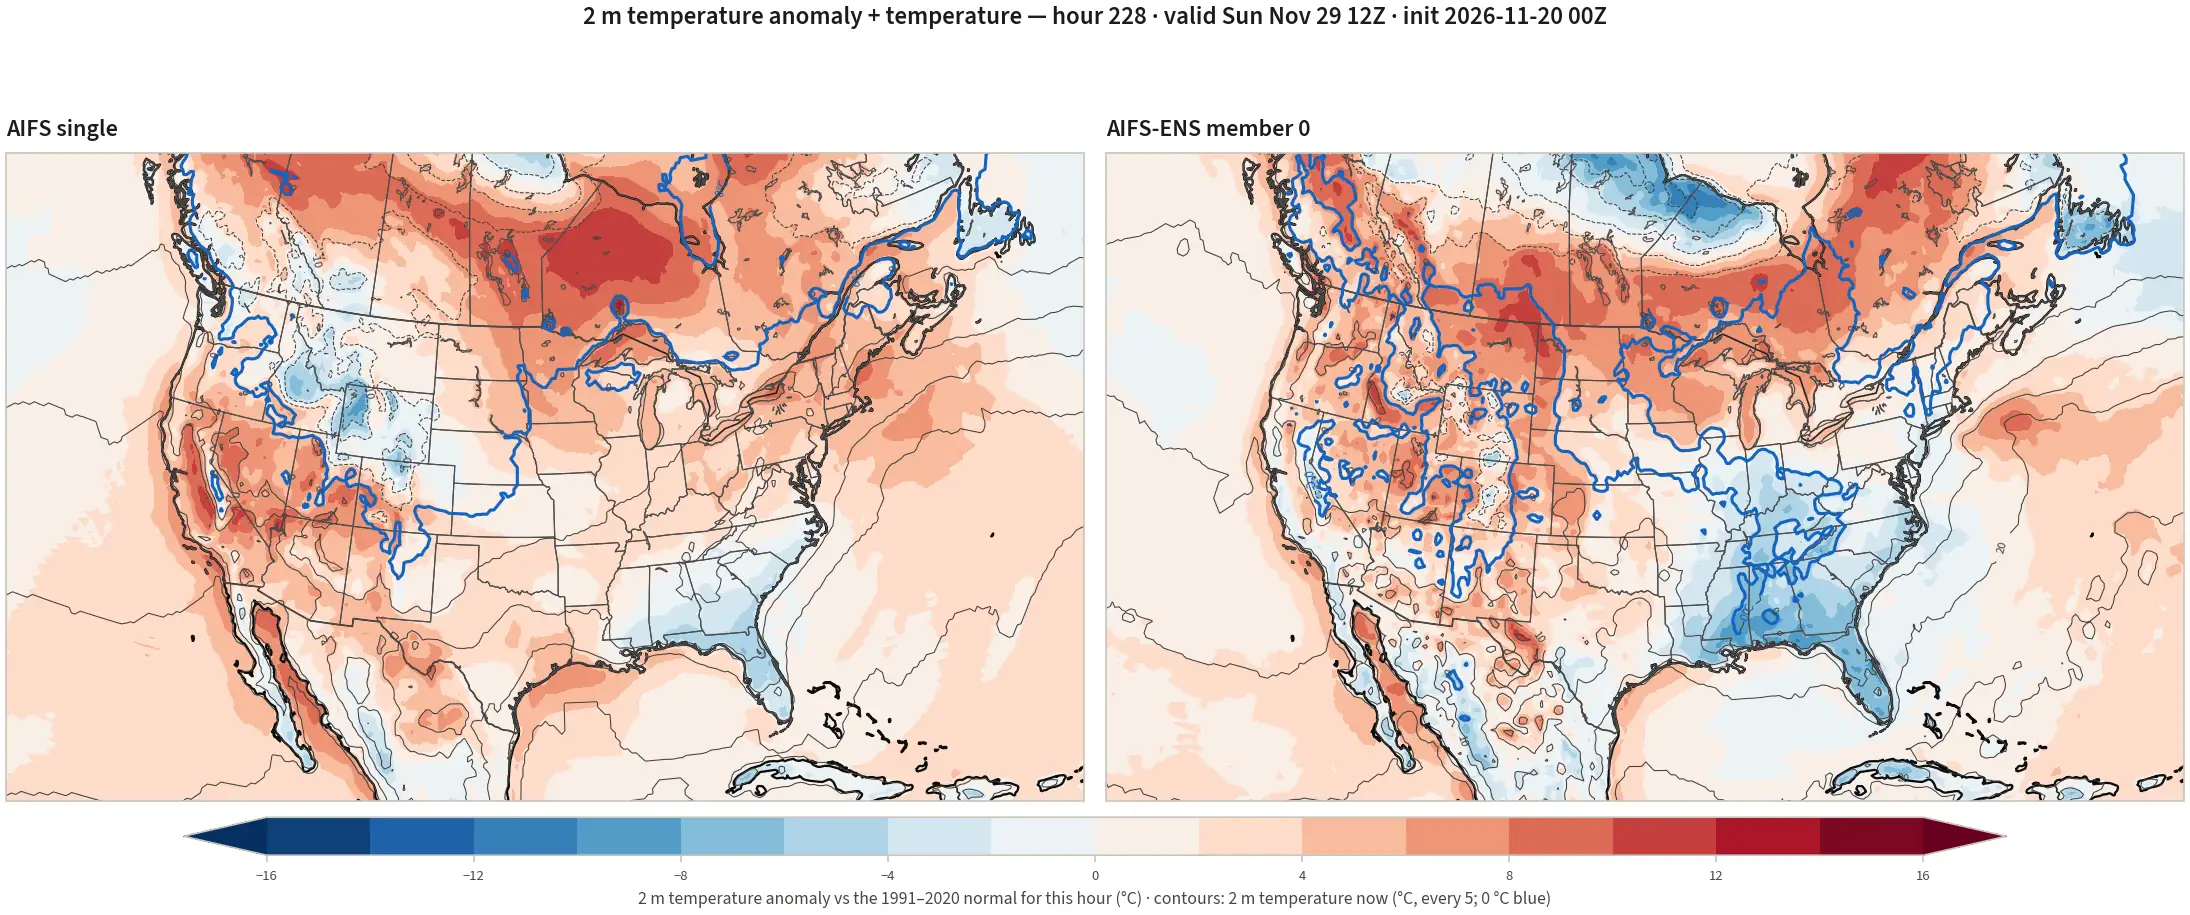 2 m temperature anomaly + temperature — hour 228 · valid Sun Nov 29 12Z · init 2026-11-20 00Z
AIFS single
AIFS-ENS member 0
−16 −12 −8 −4 0 4 8 12 16
2 m temperature anomaly vs the 1991–2020 normal for this hour (°C) · contours: 2 m temperature now (°C, every 5; 0 °C blue)